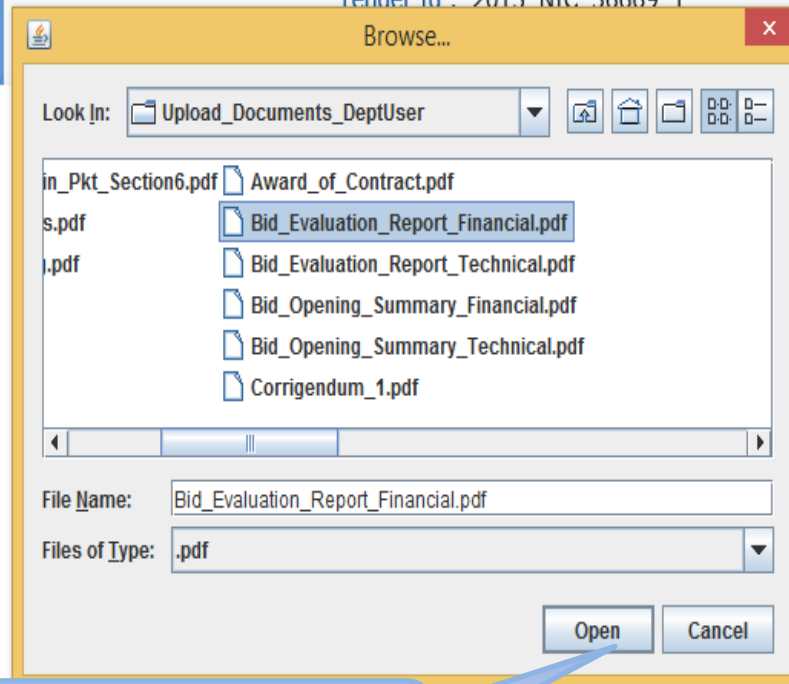 Browse...
Look In: Upload_Documents_DeptUser
in_Pkt_Section6.pdf Award_of_Contract.pdf
s.pdf Bid_Evaluation_Report_Financial.pdf
.pdf Bid_Evaluation_Report_Technical.pdf
Bid_Opening_Summary_Financial.pdf
Bid_Opening_Summary_Technical.pdf
Corrigendum_1.pdf
File Name: Bid_Evaluation_Report_Financial.pdf
Files of Type: .pdf
Open Cancel